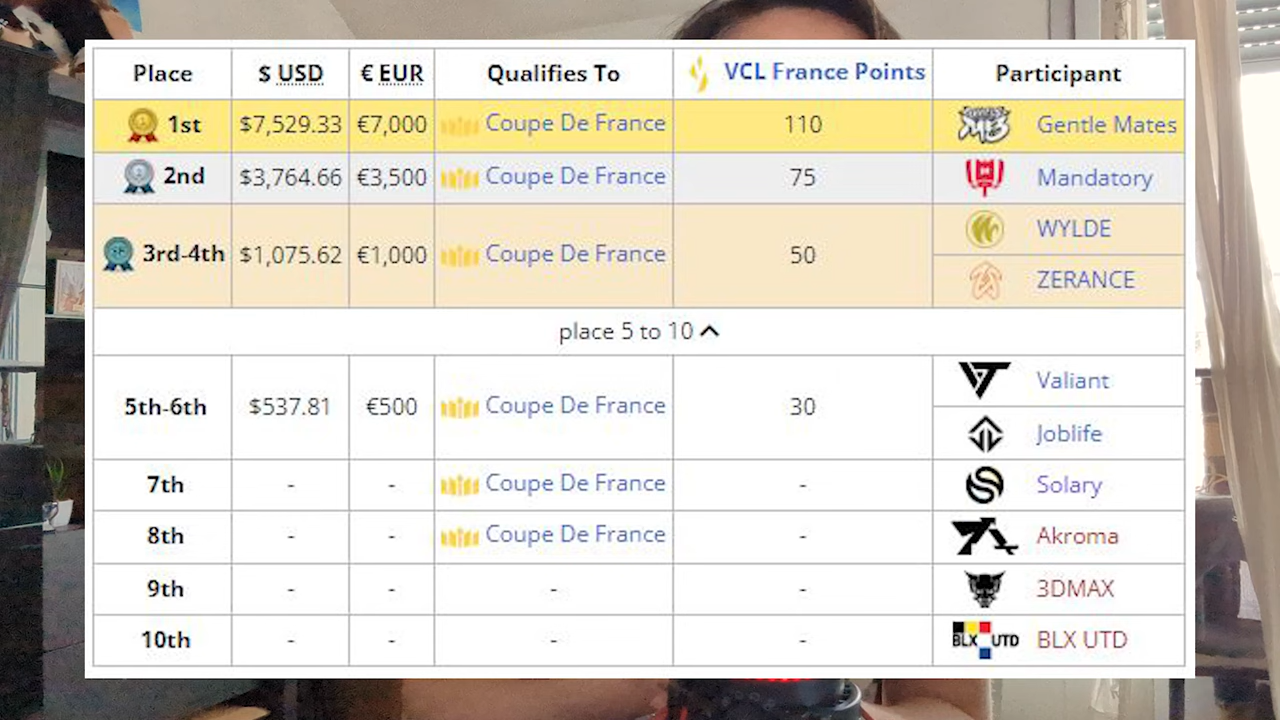 Place $ USD € EUR Qualifies To VCL France Points Participant
1st $7,529.33 €7,000 Coupe De France 110 Gentle Mates
2nd $3,764.66 €3,500 Coupe De France 75 Mandatory
3rd-4th $1,075.62 €1,000 Coupe De France 50 WYLDE
ZERANCE
place 5 to 10
5th-6th $537.81 €500 Coupe De France 30 Valiant
Joblife
7th - - Coupe De France - Solary
8th - - Coupe De France - Akroma
9th - - - - 3DMAX
10th - - - - BLX UTD BLX UTD